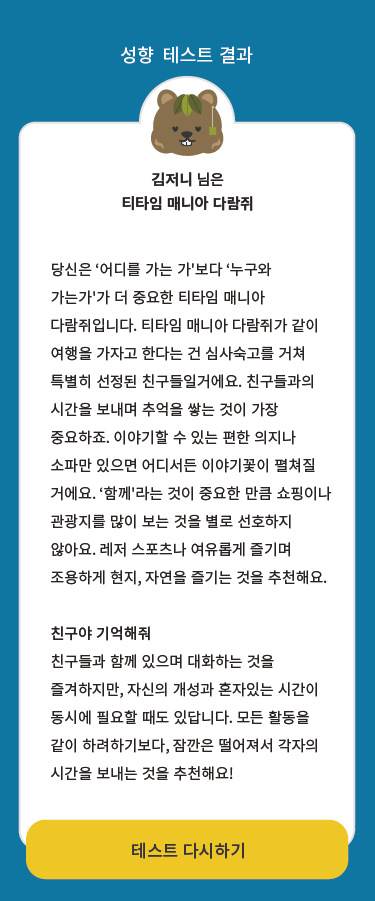 성향 테스트 결과
김저니 님은
티타임 매니아 다람쥐
당신은 ‘어디를 가는 가'보다 ‘누구와
가는가'가 더 중요한 티타임 매니아
다람쥐입니다. 티타임 매니아 다람쥐가 같이
여행을 가자고 한다는 건 심사숙고를 거쳐
특별히 선정된 친구들일거에요. 친구들과의
시간을 보내며 추억을 쌓는 것이 가장
중요하죠. 이야기할 수 있는 편한 의지나
소파만 있으면 어디서든 이야기꽃이 펼쳐질
거에요. ‘함께'라는 것이 중요한 만큼 쇼핑이나
관광지를 많이 보는 것을 별로 선호하지
않아요. 레저 스포츠나 여유롭게 즐기며
조용하게 현지, 자연을 즐기는 것을 추천해요.
친구야 기억해줘
친구들과 함께 있으며 대화하는 것을
즐겨하지만, 자신의 개성과 혼자있는 시간이
동시에 필요할 때도 있답니다. 모든 활동을
같이 하려하기보다, 잠깐은 떨어져서 각자의
시간을 보내는 것을 추천해요!
테스트 다시하기